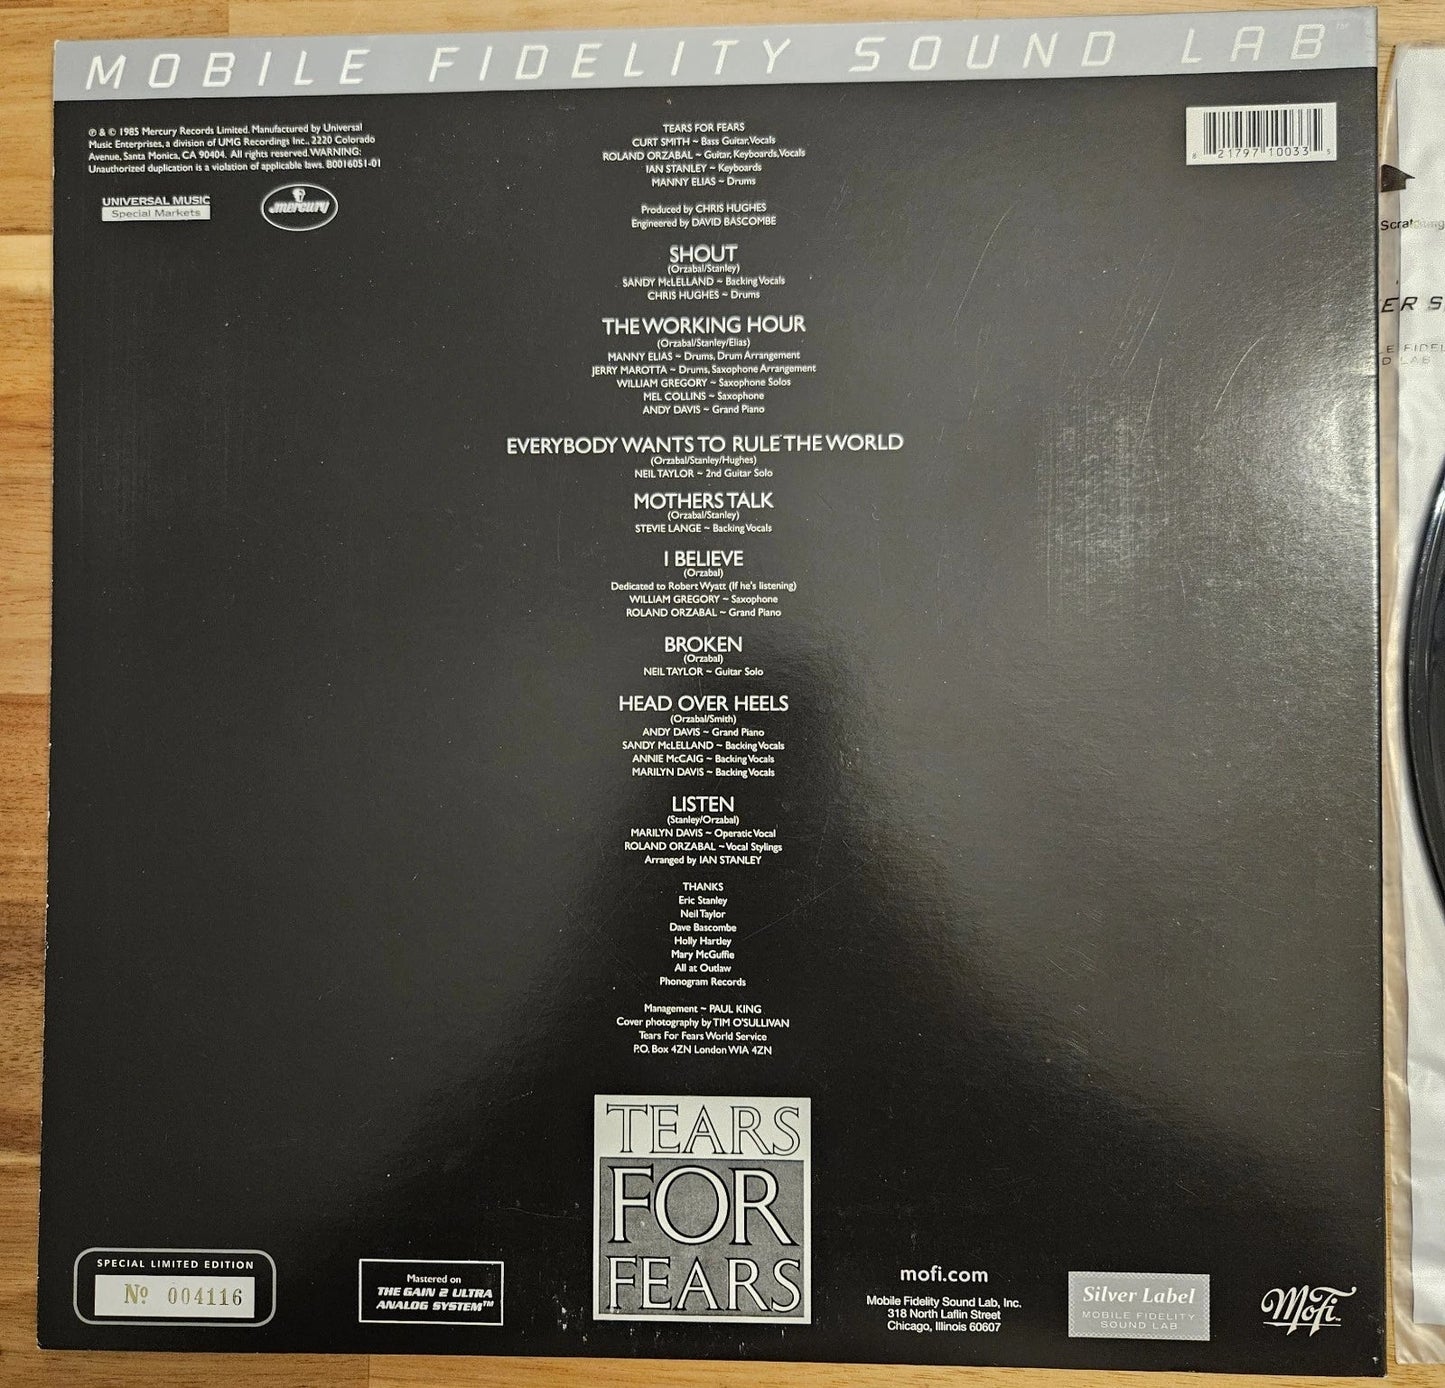 MOBILE FIDELITY SOUND LAB™
℗ & © 1985 Mercury Records Limited. Manufactured by Universal
Music Enterprises, a division of UMG Recordings Inc., 2220 Colorado
Avenue, Santa Monica, CA 90404. All rights reserved. WARNING:
Unauthorized duplication is a violation of applicable laws. B0016051-01
UNIVERSAL MUSIC
Special Markets
mercury
8 21797 10033 5
TEARS FOR FEARS
CURT SMITH ~ Bass Guitar, Vocals
ROLAND ORZABAL ~ Guitar, Keyboards, Vocals
IAN STANLEY ~ Keyboards
MANNY ELIAS ~ Drums
Produced by CHRIS HUGHES
Engineered by DAVID BASCOMBE
SHOUT
(Orzabal/Stanley)
SANDY McLELLAND ~ Backing Vocals
CHRIS HUGHES ~ Drums
THE WORKING HOUR
(Orzabal/Stanley/Elias)
MANNY ELIAS ~ Drums, Drum Arrangement
JERRY MAROTTA ~ Drums, Saxophone Arrangement
WILLIAM GREGORY ~ Saxophone Solos
MEL COLLINS ~ Saxophone
ANDY DAVIS ~ Grand Piano
EVERYBODY WANTS TO RULE THE WORLD
(Orzabal/Stanley/Hughes)
NEIL TAYLOR ~ 2nd Guitar Solo
MOTHERS TALK
(Orzabal/Stanley)
STEVIE LANGE ~ Backing Vocals
I BELIEVE
(Orzabal)
Dedicated to Robert Wyatt (If he's listening)
WILLIAM GREGORY ~ Saxophone
ROLAND ORZABAL ~ Grand Piano
BROKEN
(Orzabal)
NEIL TAYLOR ~ Guitar Solo
HEAD OVER HEELS
(Orzabal/Smith)
ANDY DAVIS ~ Grand Piano
SANDY McLELLAND ~ Backing Vocals
ANNIE McCAIG ~ Backing Vocals
MARILYN DAVIS ~ Backing Vocals
LISTEN
(Stanley/Orzabal)
MARILYN DAVIS ~ Operatic Vocal
ROLAND ORZABAL ~ Vocal Stylings
Arranged by IAN STANLEY
THANKS
Eric Stanley
Neil Taylor
Dave Bascombe
Holly Hartley
Mary McGuffie
All at Outlaw
Phonogram Records
Management ~ PAUL KING
Cover photography by TIM O'SULLIVAN
Tears For Fears World Service
P.O. Box 4ZN London W1A 4ZN
TEARS
FOR
FEARS
SPECIAL LIMITED EDITION
Nº 004116
Mastered on
THE GAIN 2 ULTRA
ANALOG SYSTEM™
mofi.com
Mobile Fidelity Sound Lab, Inc.
318 North Laflin Street
Chicago, Illinois 60607
Silver Label
MOBILE FIDELITY
SOUND LAB
MoFi